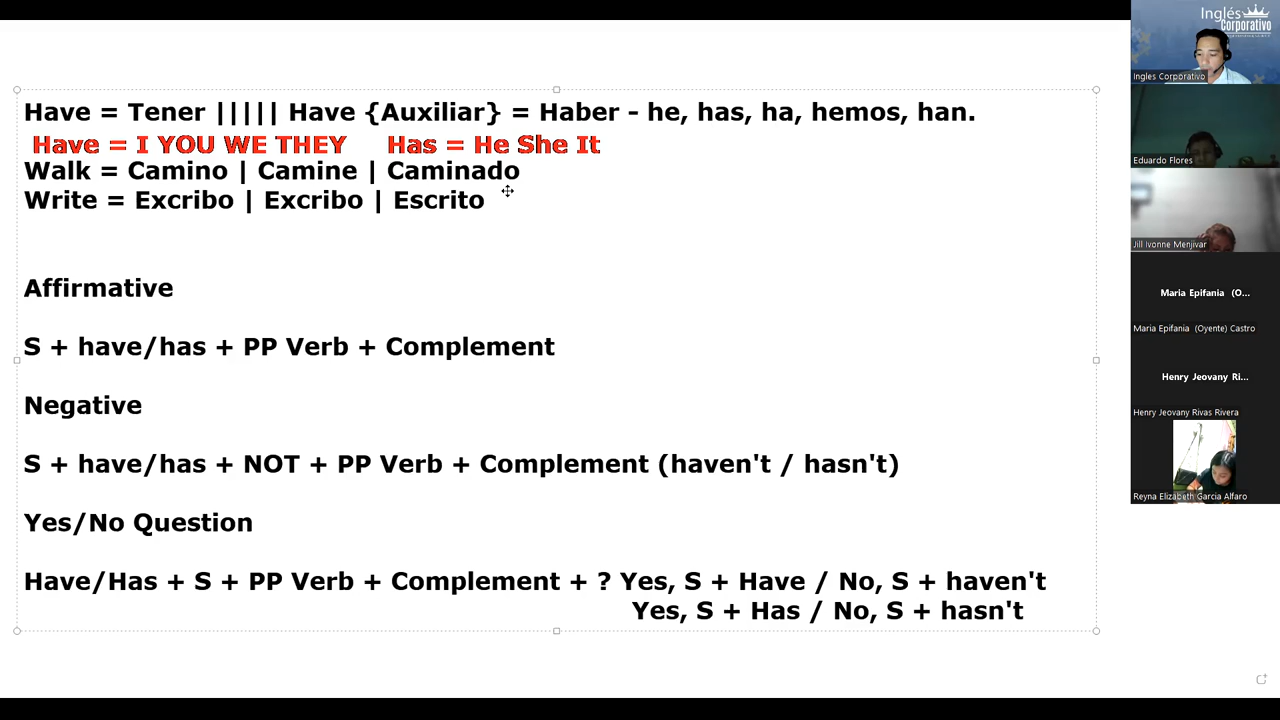 Have = Tener ||||| Have {Auxiliar} = Haber - he, has, ha, hemos, han.
Have = I YOU WE THEY Has = He She It
Walk = Camino | Camine | Caminado
Write = Excribo | Excribo | Escrito
Affirmative
S + have/has + PP Verb + Complement
Negative
S + have/has + NOT + PP Verb + Complement (haven't / hasn't)
Yes/No Question
Have/Has + S + PP Verb + Complement + ? Yes, S + Have / No, S + haven't
Yes, S + Has / No, S + hasn't
Inglés
Corporativo
Ingles Corporativo
Eduardo Flores
Jill Ivonne Menjivar
Maria Epifania (O...
Maria Epifania (Oyente) Castro
Henry Jeovany Ri...
Henry Jeovany Rivas Rivera
Reyna Elizabeth Garcia Alfaro